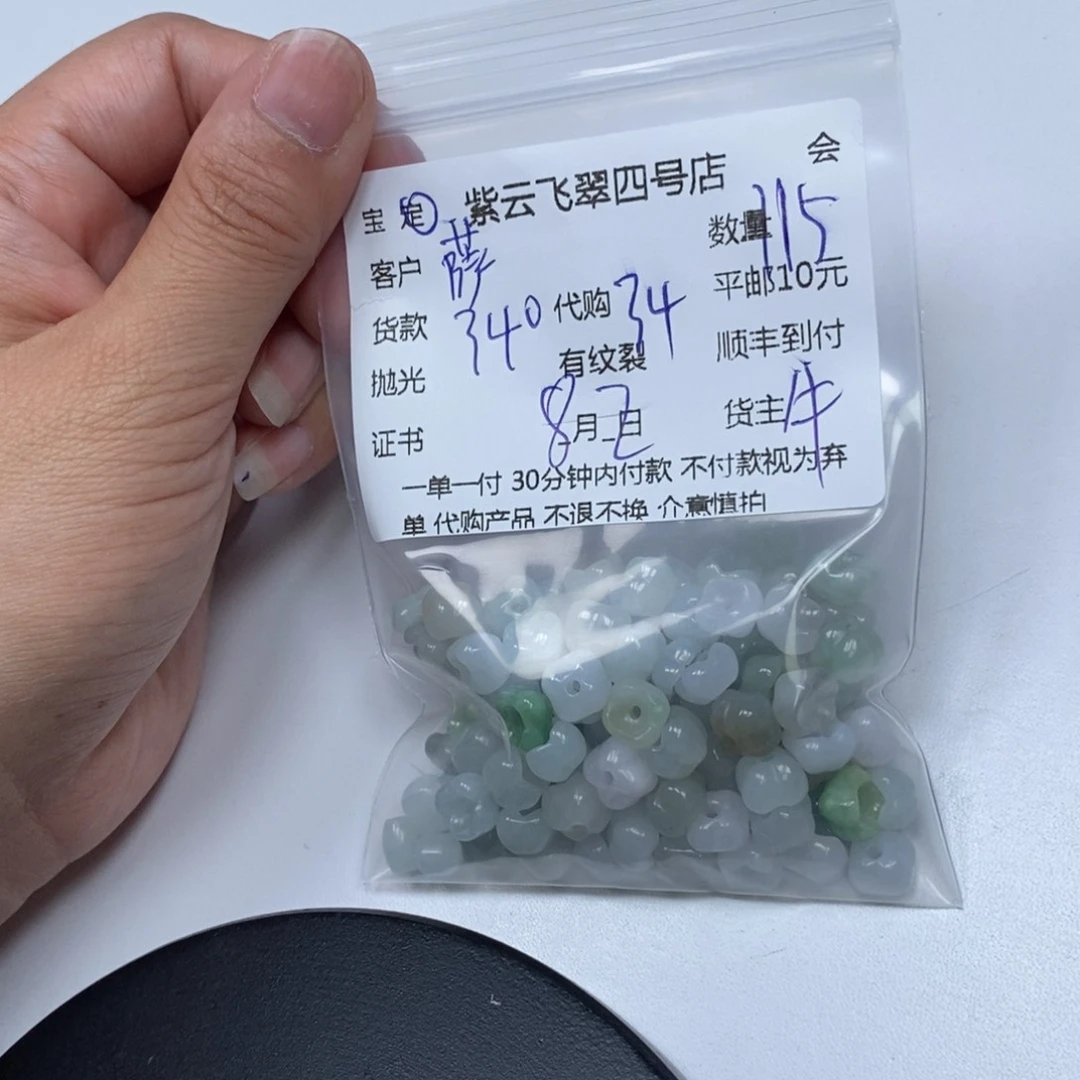 紫云飞翠四号店 会
宝 定 数量 115
客户 薛 平邮10元
货款 340 代购 34 顺丰到付
抛光 有纹裂
证书 8月2日 货主 牛
一单一付 30分钟内付款 不付款视为弃
单 代购产品 不退不换 介意慎拍